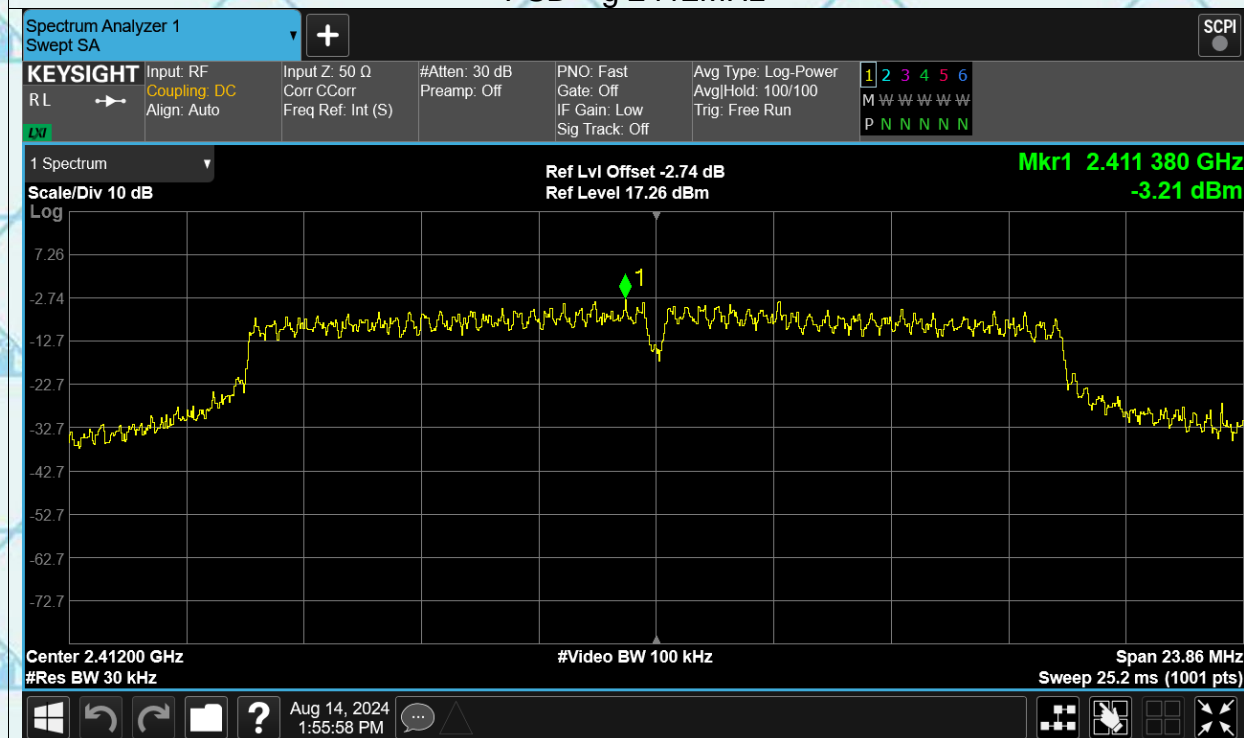 Spectrum Analyzer 1
Swept SA
+
SCPI
KEYSIGHT
RL
LXI
Input: RF
Coupling: DC
Align: Auto
Input Z: 50 Ω
Corr CCorr
Freq Ref: Int (S)
#Atten: 30 dB
Preamp: Off
PNO: Fast
Gate: Off
IF Gain: Low
Sig Track: Off
Avg Type: Log-Power
Avg|Hold: 100/100
Trig: Free Run
1 2 3 4 5 6
M W W W W W
P N N N N N
1 Spectrum
Scale/Div 10 dB
Log
Ref Lvl Offset -2.74 dB
Ref Level 17.26 dBm
Mkr1 2.411 380 GHz
-3.21 dBm
7.26
-2.74
-12.7
-22.7
-32.7
-42.7
-52.7
-62.7
-72.7
1
Center 2.41200 GHz
#Res BW 30 kHz
#Video BW 100 kHz
Span 23.86 MHz
Sweep 25.2 ms (1001 pts)
?
Aug 14, 2024
1:55:58 PM